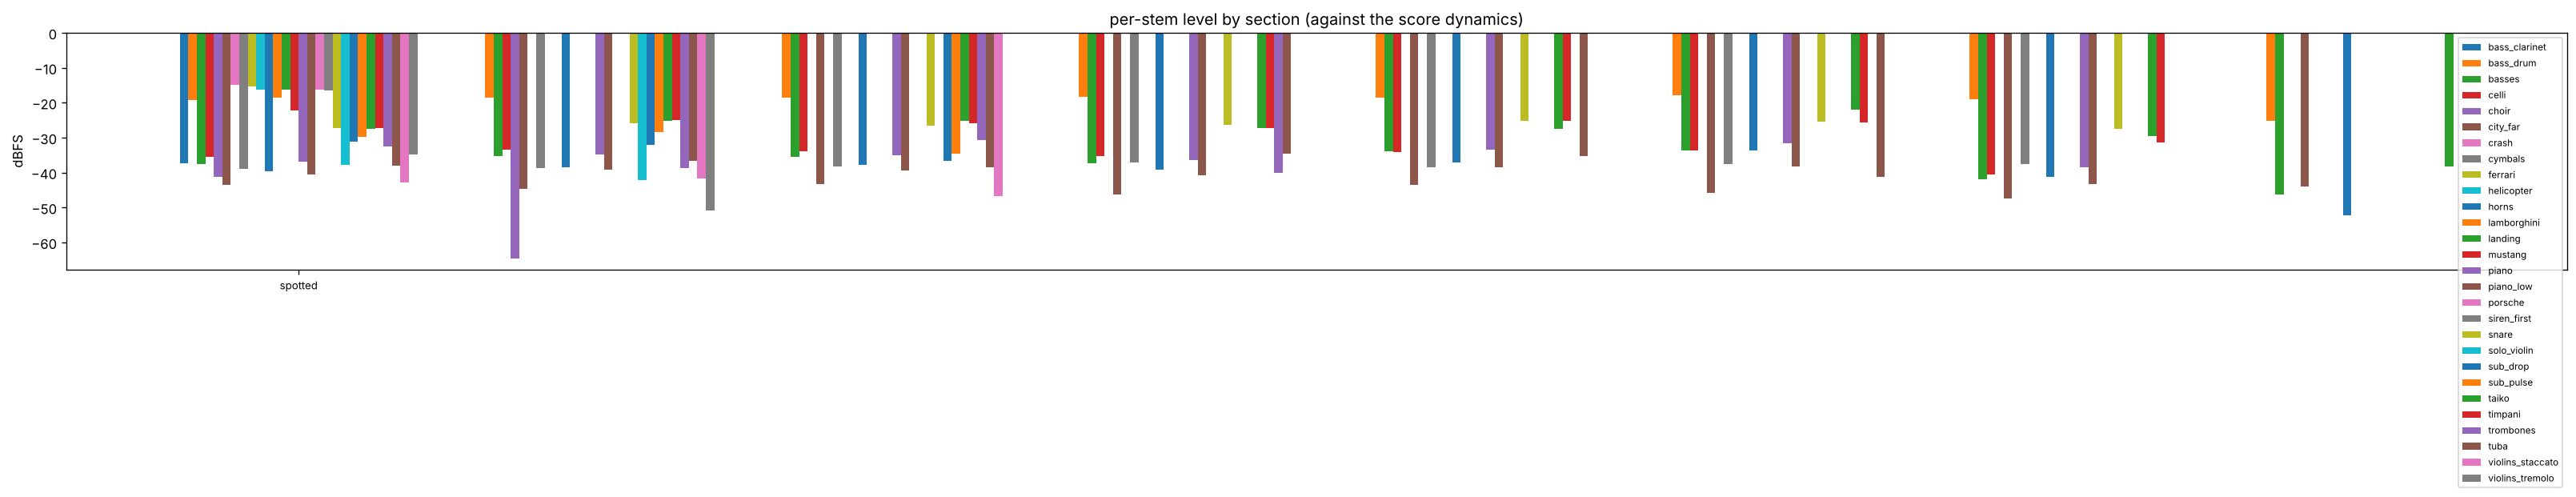 per-stem level by section (against the score dynamics)
0
−10
−20
−30
−40
−50
−60
dBFS
spotted
bass_clarinet
bass_drum
basses
celli
choir
city_far
crash
cymbals
ferrari
helicopter
horns
lamborghini
landing
mustang
piano
piano_low
porsche
siren_first
snare
solo_violin
sub_drop
sub_pulse
taiko
timpani
trombones
tuba
violins_staccato
violins_tremolo